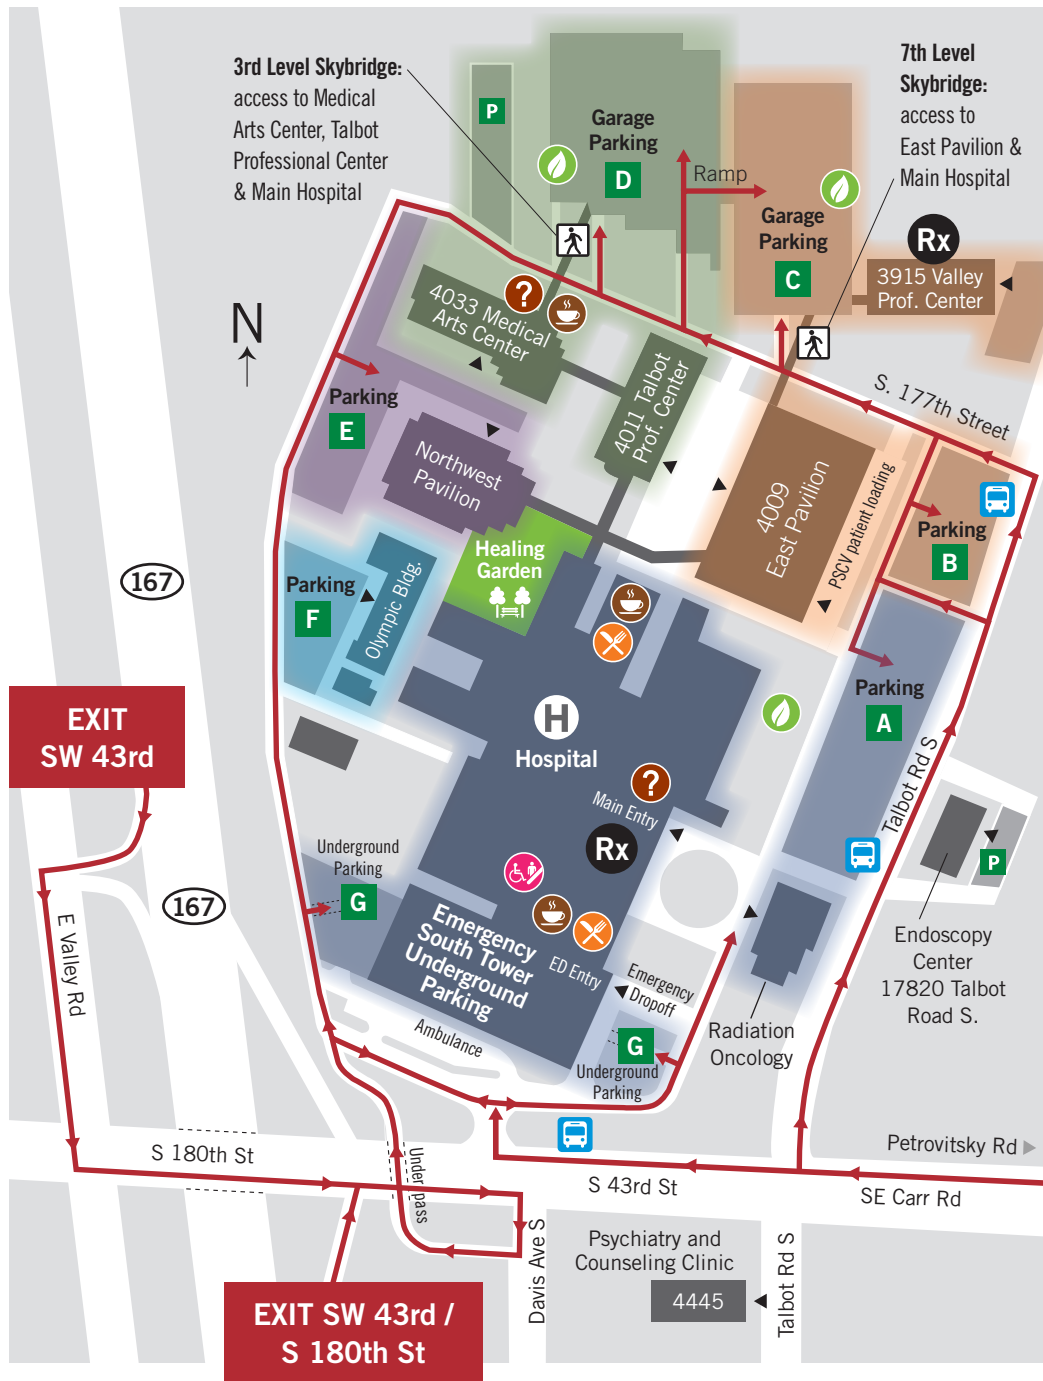 3rd Level Skybridge:
access to Medical
Arts Center, Talbot
Professional Center
& Main Hospital
7th Level
Skybridge:
access to
East Pavilion &
Main Hospital
P
Garage
Parking
D
Ramp
Garage
Parking
C
Rx
3915 Valley
Prof. Center
N
?
4033 Medical
Arts Center
4011 Talbot
Prof. Center
S. 177th Street
Parking
E
Northwest
Pavilion
4009
East Pavilion
PSCV patient loading
Parking
B
Healing
Garden
167
Parking
F
Olympic Bldg.
Parking
A
EXIT
SW 43rd
H
Hospital
?
Main Entry
Rx
Talbot Rd S
P
Underground
Parking
G
167
E Valley Rd
Emergency
South Tower
Underground
Parking
ED Entry
Emergency
Dropoff
Endoscopy
Center
17820 Talbot
Road S.
Radiation
Oncology
Ambulance
G
Underground
Parking
Petrovitsky Rd
S 180th St
Underpass
S 43rd St
SE Carr Rd
Davis Ave S
Psychiatry and
Counseling Clinic
4445
Talbot Rd S
EXIT SW 43rd /
S 180th St